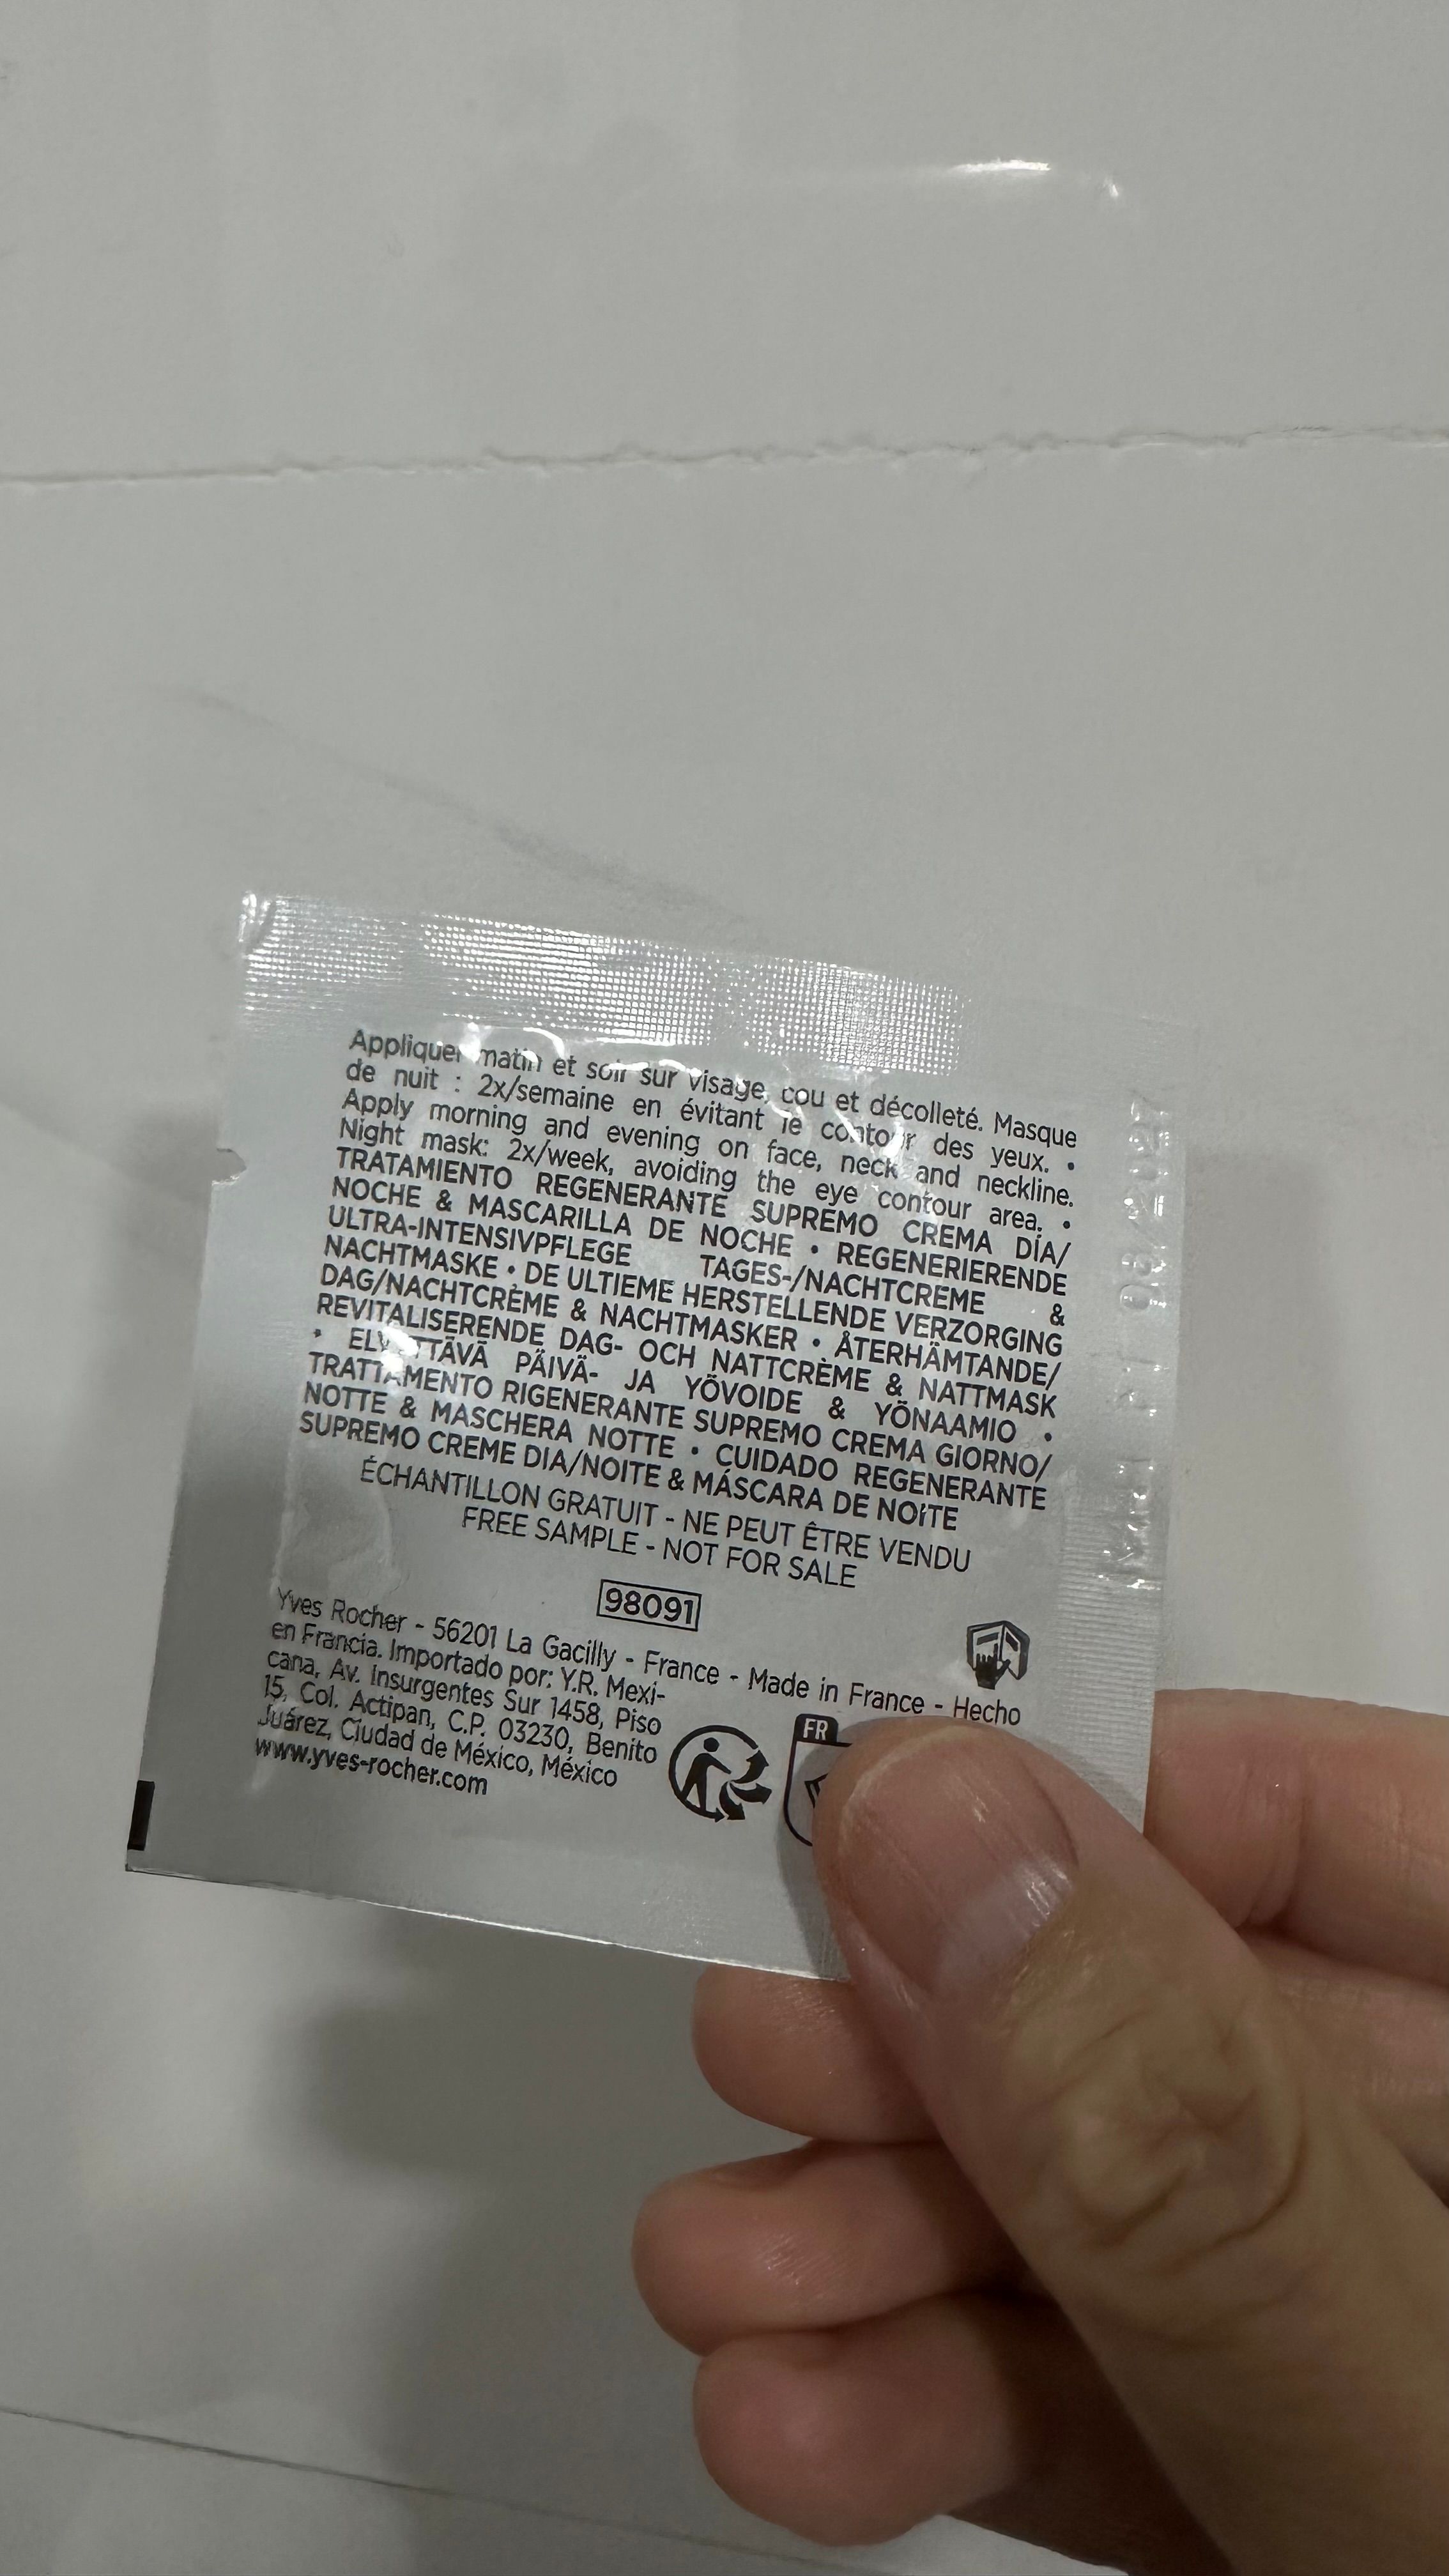 Appliquer matin et soir sur visage, cou et décolleté. Masque
de nuit : 2x/semaine en évitant le contour des yeux. •
Apply morning and evening on face, neck and neckline.
Night mask: 2x/week, avoiding the eye contour area. •
TRATAMIENTO REGENERANTE SUPREMO CREMA DÍA/
NOCHE & MASCARILLA DE NOCHE • REGENERIERENDE
ULTRA-INTENSIVPFLEGE TAGES-/NACHTCREME &
NACHTMASKE • DE ULTIEME HERSTELLENDE VERZORGING
DAG/NACHTCRÈME & NACHTMASKER • ÅTERHÄMTANDE/
REVITALISERENDE DAG- OCH NATTCRÈME & NATTMASK
• ELVYTTÄVÄ PÄIVÄ- JA YÖVOIDE & YÖNAAMIO •
TRATTAMENTO RIGENERANTE SUPREMO CREMA GIORNO/
NOTTE & MASCHERA NOTTE • CUIDADO REGENERANTE
SUPREMO CREME DIA/NOITE & MÁSCARA DE NOITE
ÉCHANTILLON GRATUIT - NE PEUT ÊTRE VENDU
FREE SAMPLE - NOT FOR SALE
98091
Yves Rocher - 56201 La Gacilly - France - Made in France - Hecho
en Francia. Importado por: Y.R. Mexi-
cana, Av. Insurgentes Sur 1458, Piso
15, Col. Actipan, C.P. 03230, Benito
Juárez, Ciudad de México, México
www.yves-rocher.com
FR